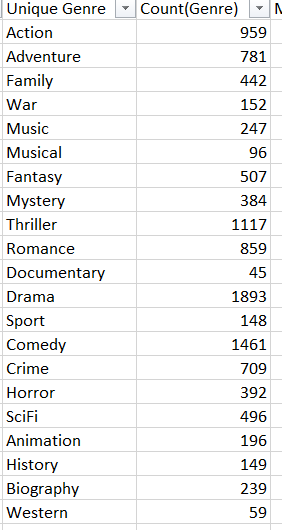 Unique Genre Count(Genre) M
Action 959
Adventure 781
Family 442
War 152
Music 247
Musical 96
Fantasy 507
Mystery 384
Thriller 1117
Romance 859
Documentary 45
Drama 1893
Sport 148
Comedy 1461
Crime 709
Horror 392
SciFi 496
Animation 196
History 149
Biography 239
Western 59